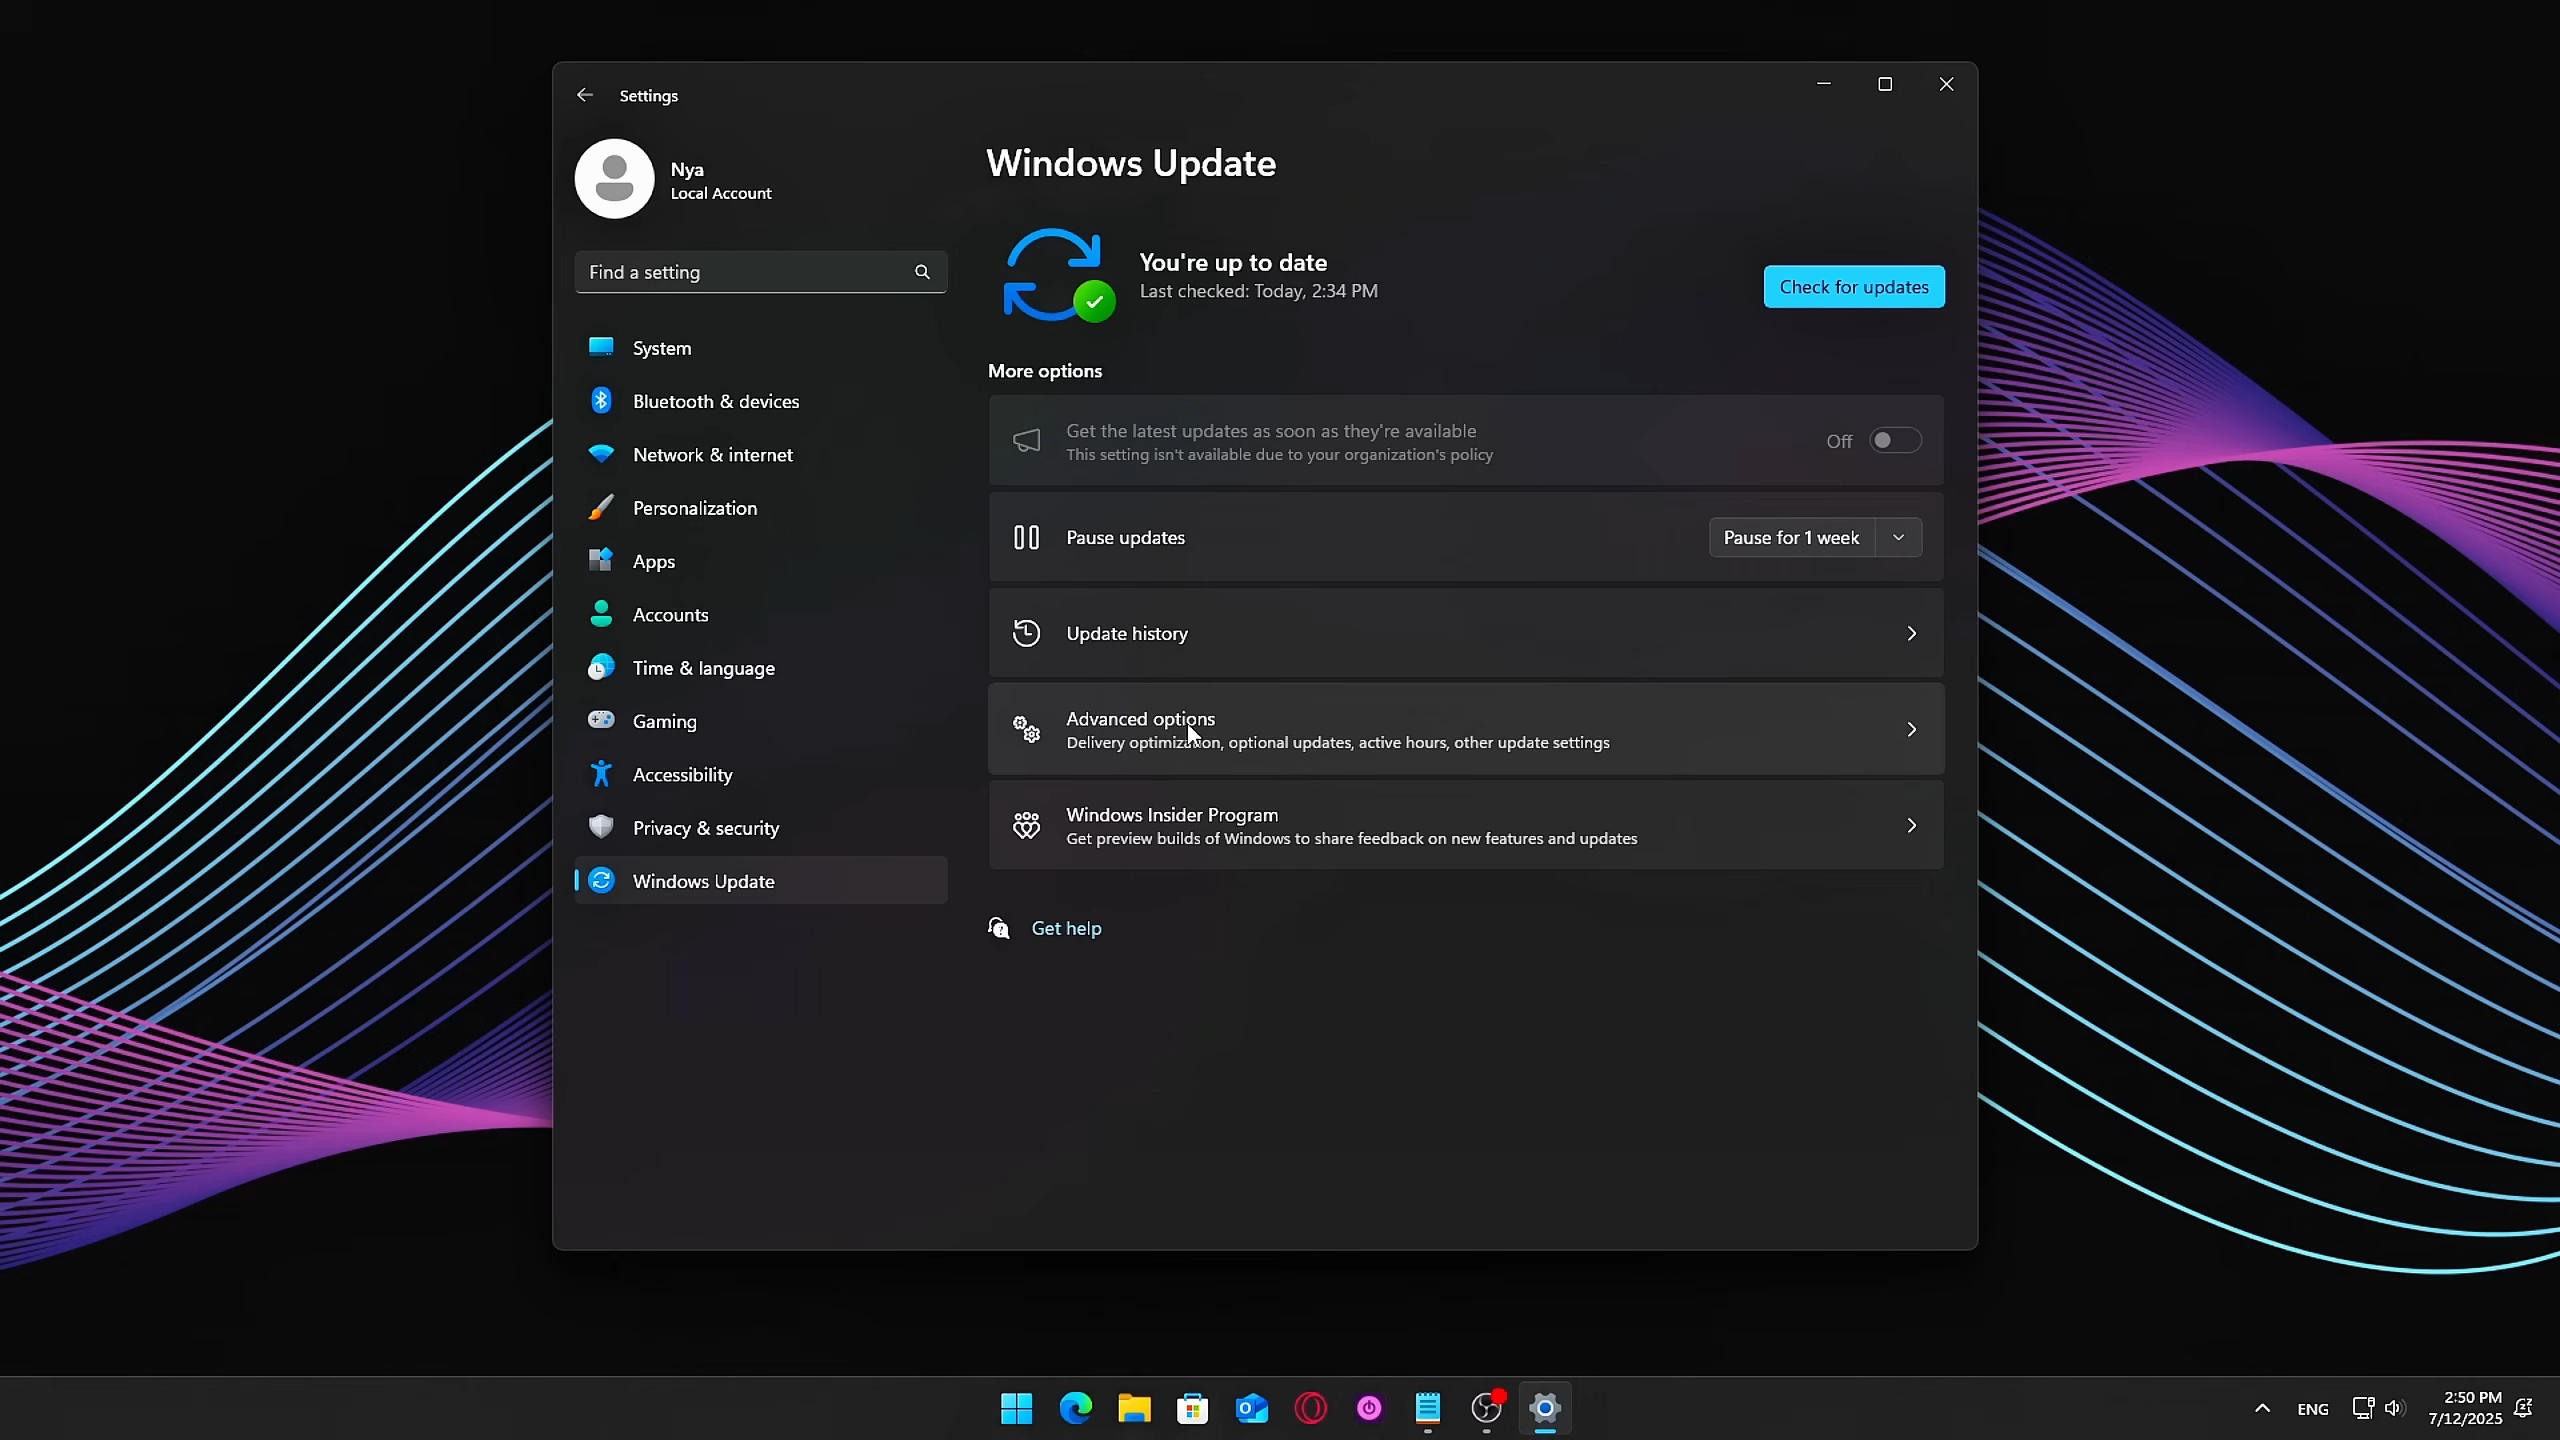 Settings
Nya
Local Account
Find a setting
System
Bluetooth & devices
Network & internet
Personalization
Apps
Accounts
Time & language
Gaming
Accessibility
Privacy & security
Windows Update
Windows Update
You're up to date
Last checked: Today, 2:34 PM
Check for updates
More options
Get the latest updates as soon as they're available
This setting isn't available due to your organization's policy
Off
Pause updates
Pause for 1 week
Update history
Advanced options
Delivery optimization, optional updates, active hours, other update settings
Windows Insider Program
Get preview builds of Windows to share feedback on new features and updates
Get help
ENG
2:50 PM
7/12/2025